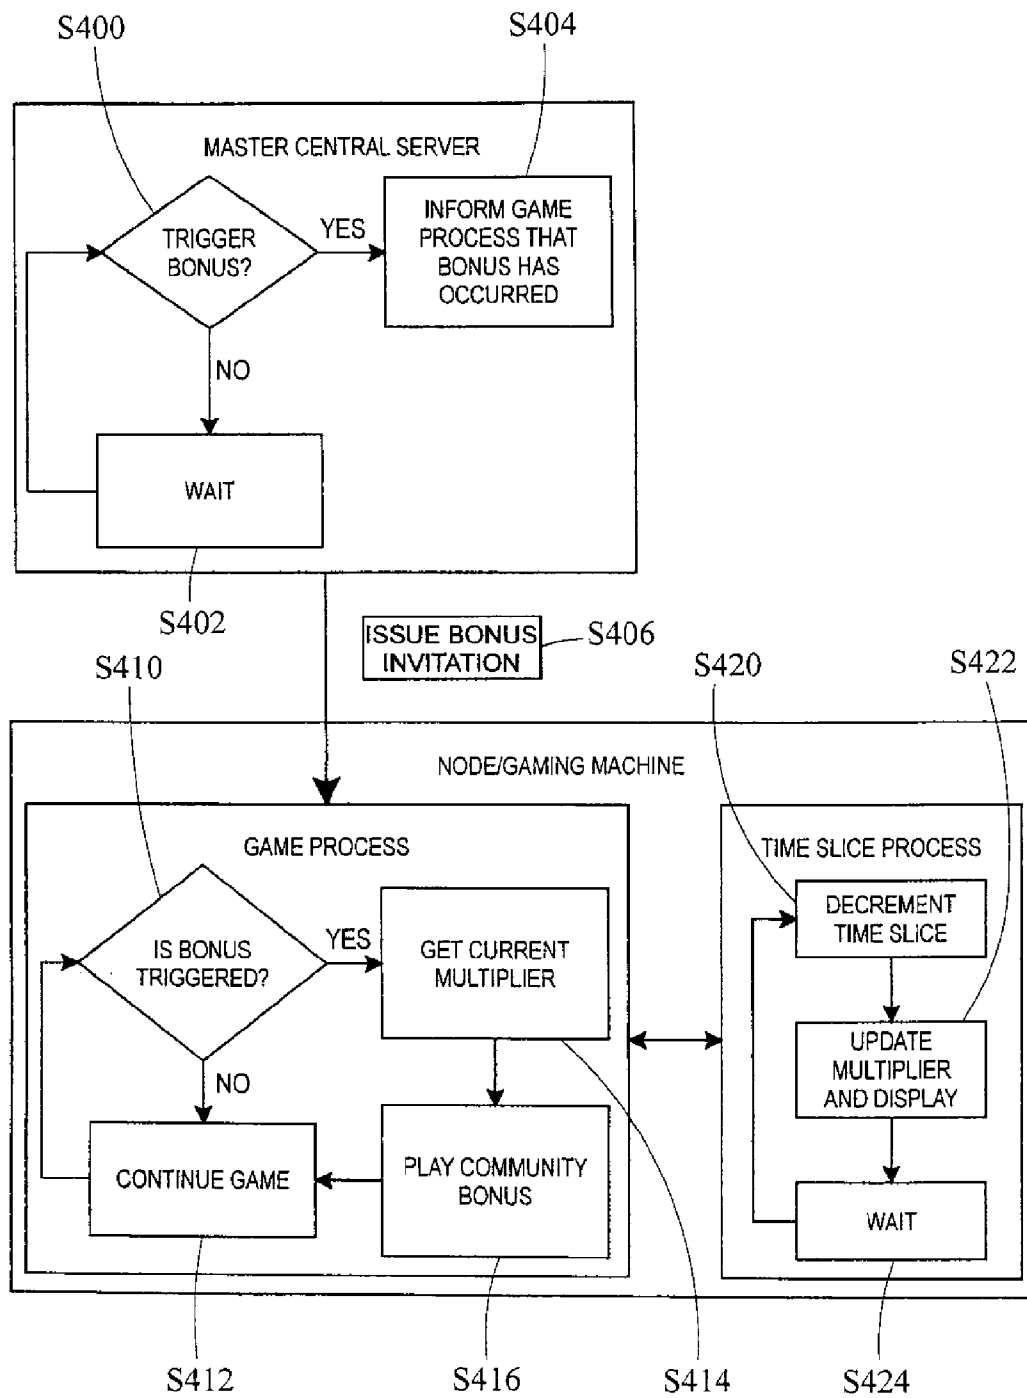 S400
S404
MASTER CENTRAL SERVER
TRIGGER
BONUS?
YES
INFORM GAME
PROCESS THAT
BONUS HAS
OCCURRED
NO
WAIT
S402
ISSUE BONUS
INVITATION
S406
S410
S420
S422
NODE/GAMING MACHINE
GAME PROCESS
IS BONUS
TRIGGERED?
YES
GET CURRENT
MULTIPLIER
NO
CONTINUE GAME
PLAY COMMUNITY
BONUS
TIME SLICE PROCESS
DECREMENT
TIME SLICE
UPDATE
MULTIPLIER
AND DISPLAY
WAIT
S412
S416
S414
S424